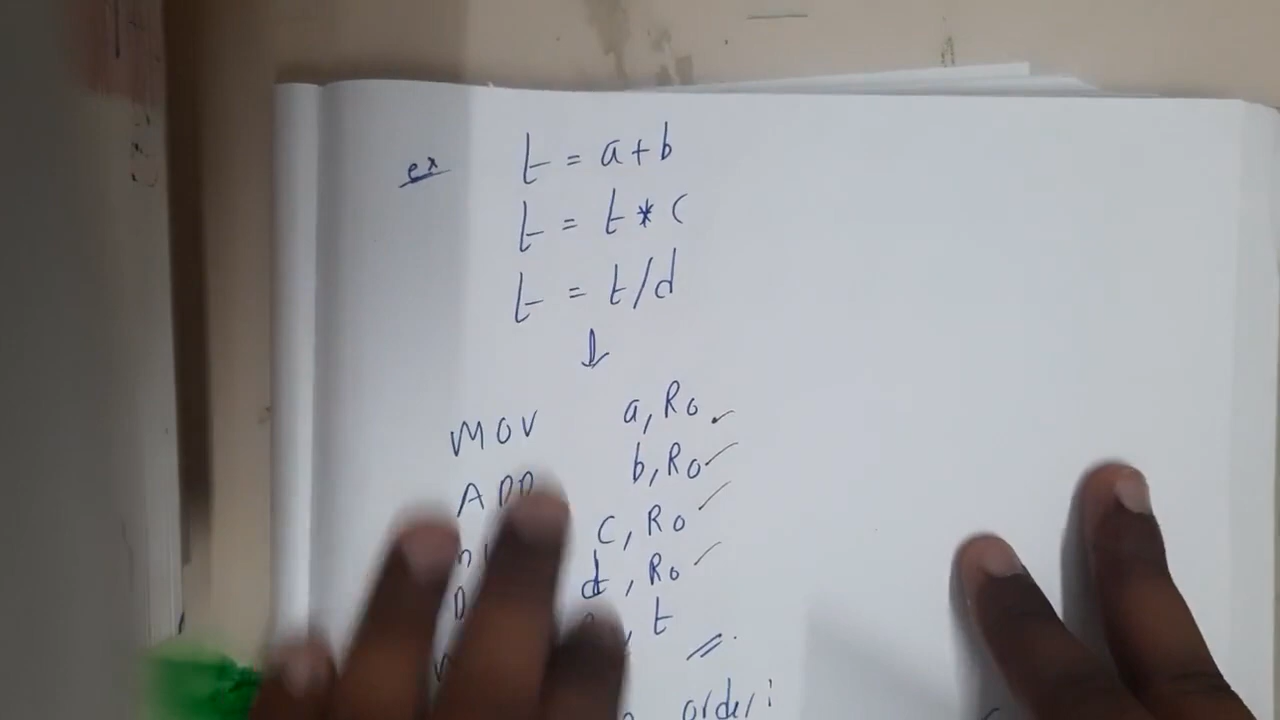 ex t = a+b
t = t * c
t = t/d
↓
MOV a, R0 ✓
ADD b, R0 ✓
c, R0 ✓
d, R0 ✓
, t
order: